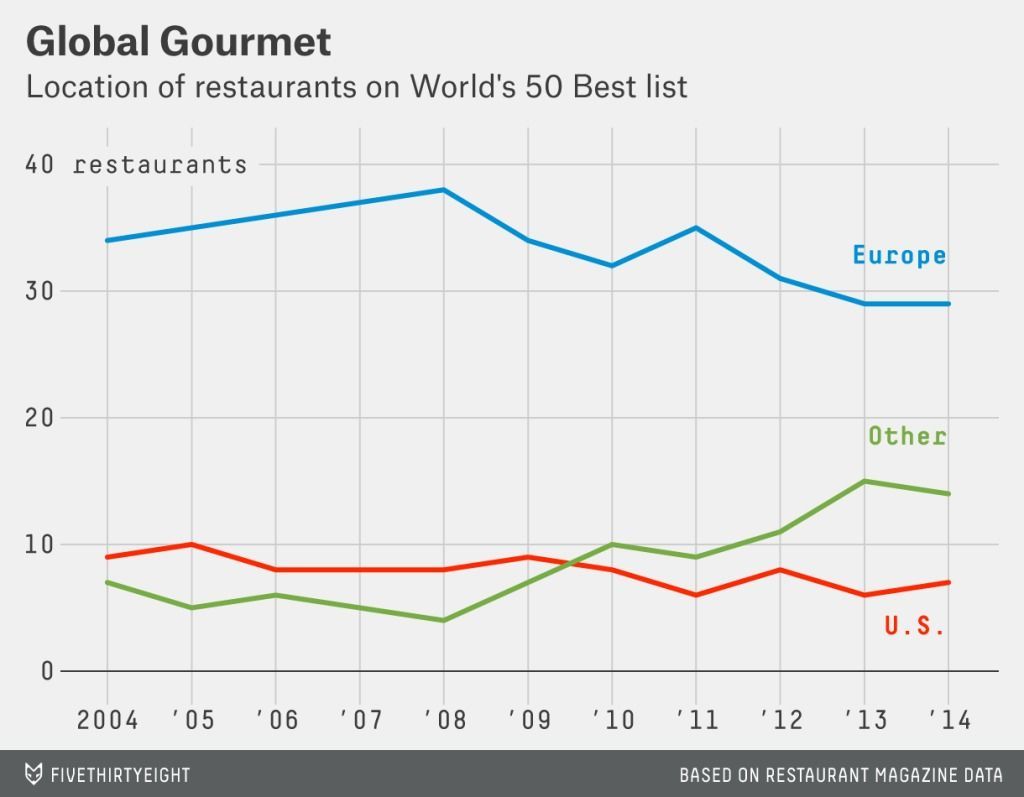 Global Gourmet
Location of restaurants on World's 50 Best list
40 restaurants
Europe
30
20
Other
10
U.S.
0
2004 '05 '06 '07 '08 '09 '10 '11 '12 '13 '14
FIVETHIRTYEIGHT BASED ON RESTAURANT MAGAZINE DATA